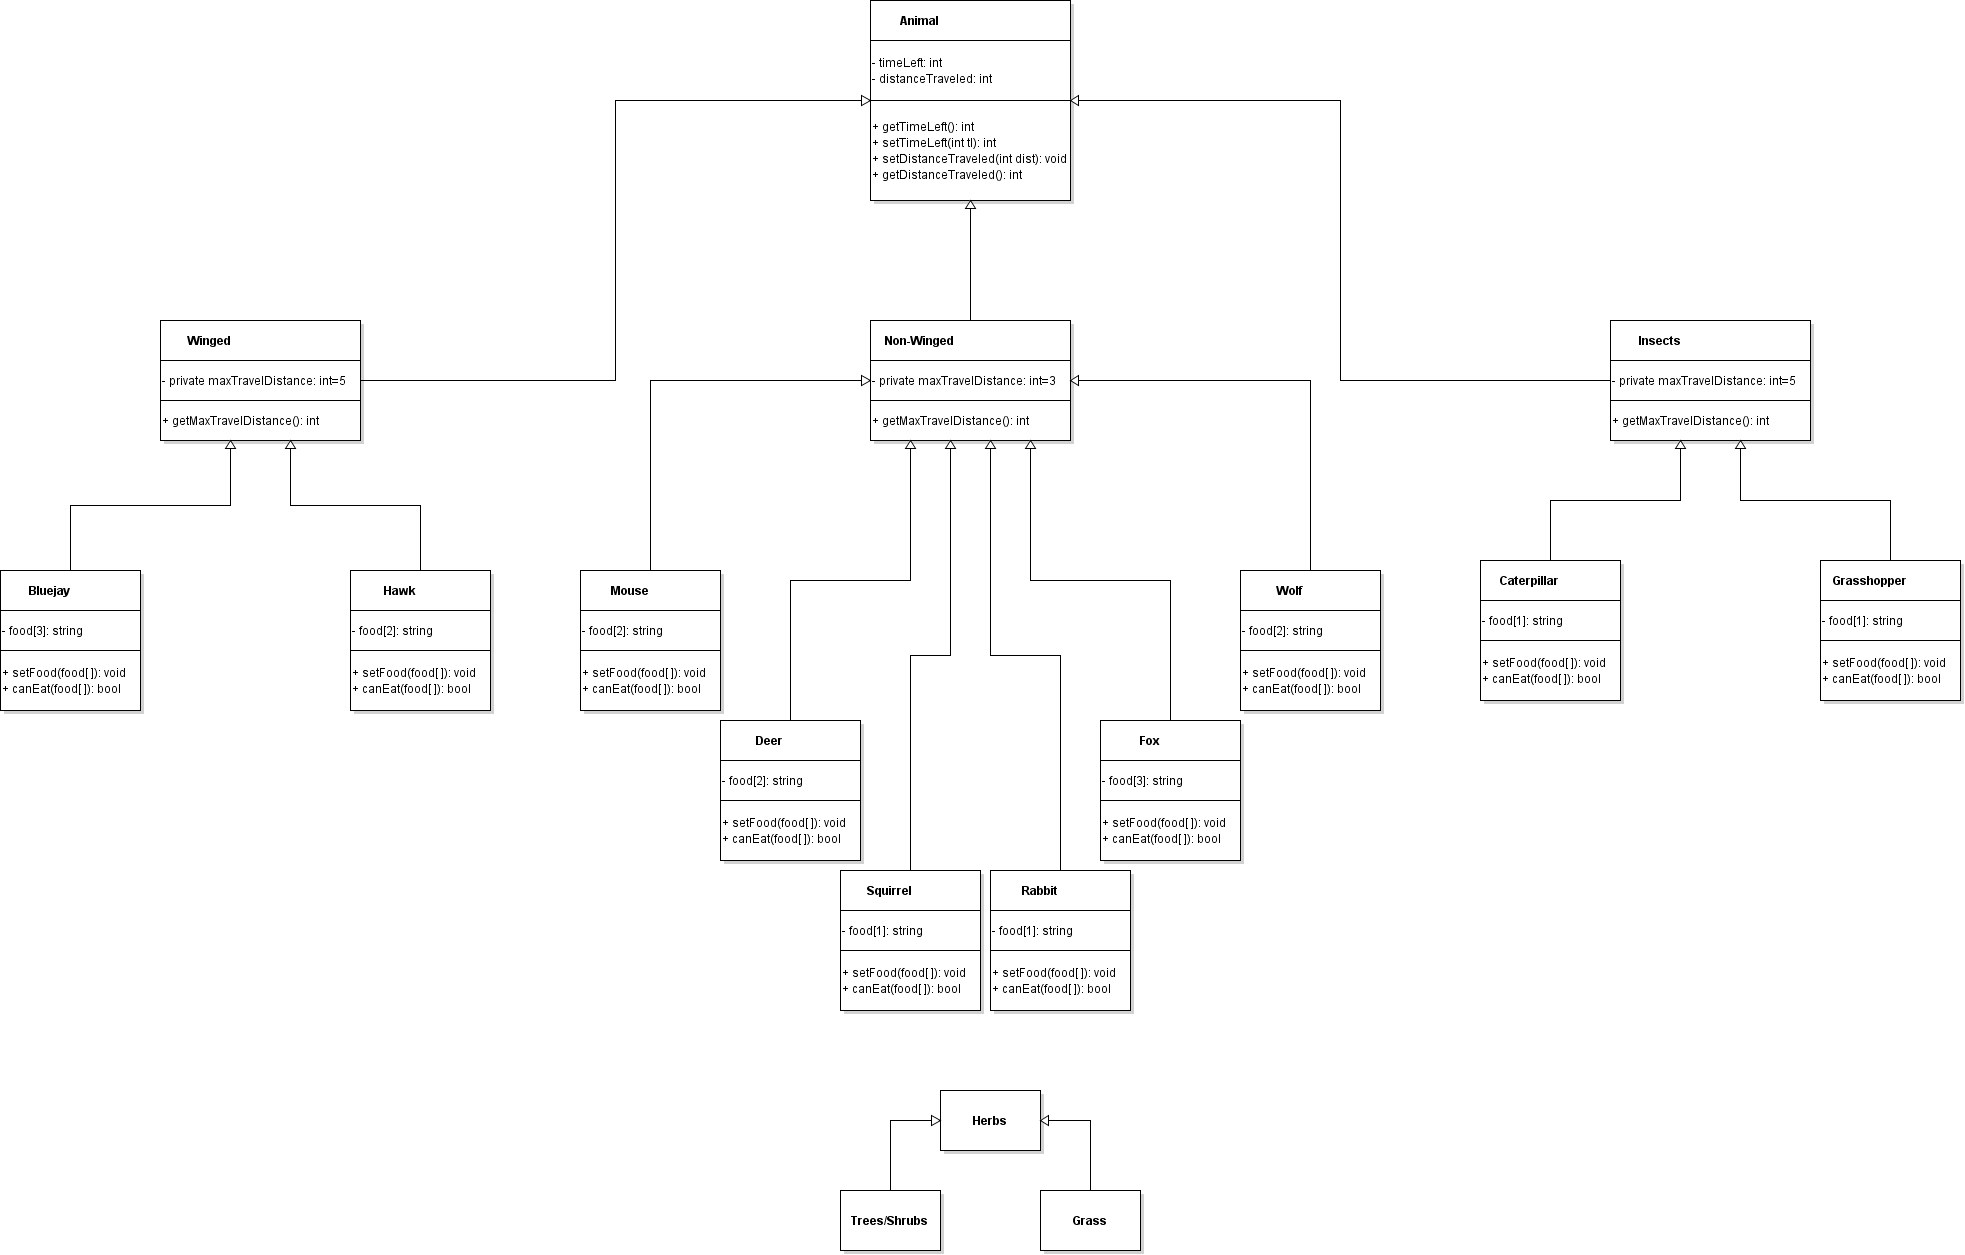 Animal
- timeLeft: int
- distanceTraveled: int
+ getTimeLeft(): int
+ setTimeLeft(int tl): int
+ setDistanceTraveled(int dist): void
+ getDistanceTraveled(): int
Winged
- private maxTravelDistance: int=5
+ getMaxTravelDistance(): int
Non-Winged
- private maxTravelDistance: int=3
+ getMaxTravelDistance(): int
Insects
- private maxTravelDistance: int=5
+ getMaxTravelDistance(): int
Bluejay
- food[3]: string
+ setFood(food[ ]): void
+ canEat(food[ ]): bool
Hawk
- food[2]: string
+ setFood(food[ ]): void
+ canEat(food[ ]): bool
Mouse
- food[2]: string
+ setFood(food[ ]): void
+ canEat(food[ ]): bool
Wolf
- food[2]: string
+ setFood(food[ ]): void
+ canEat(food[ ]): bool
Caterpillar
- food[1]: string
+ setFood(food[ ]): void
+ canEat(food[ ]): bool
Grasshopper
- food[1]: string
+ setFood(food[ ]): void
+ canEat(food[ ]): bool
Deer
- food[2]: string
+ setFood(food[ ]): void
+ canEat(food[ ]): bool
Fox
- food[3]: string
+ setFood(food[ ]): void
+ canEat(food[ ]): bool
Squirrel
- food[1]: string
+ setFood(food[ ]): void
+ canEat(food[ ]): bool
Rabbit
- food[1]: string
+ setFood(food[ ]): void
+ canEat(food[ ]): bool
Herbs
Trees/Shrubs
Grass